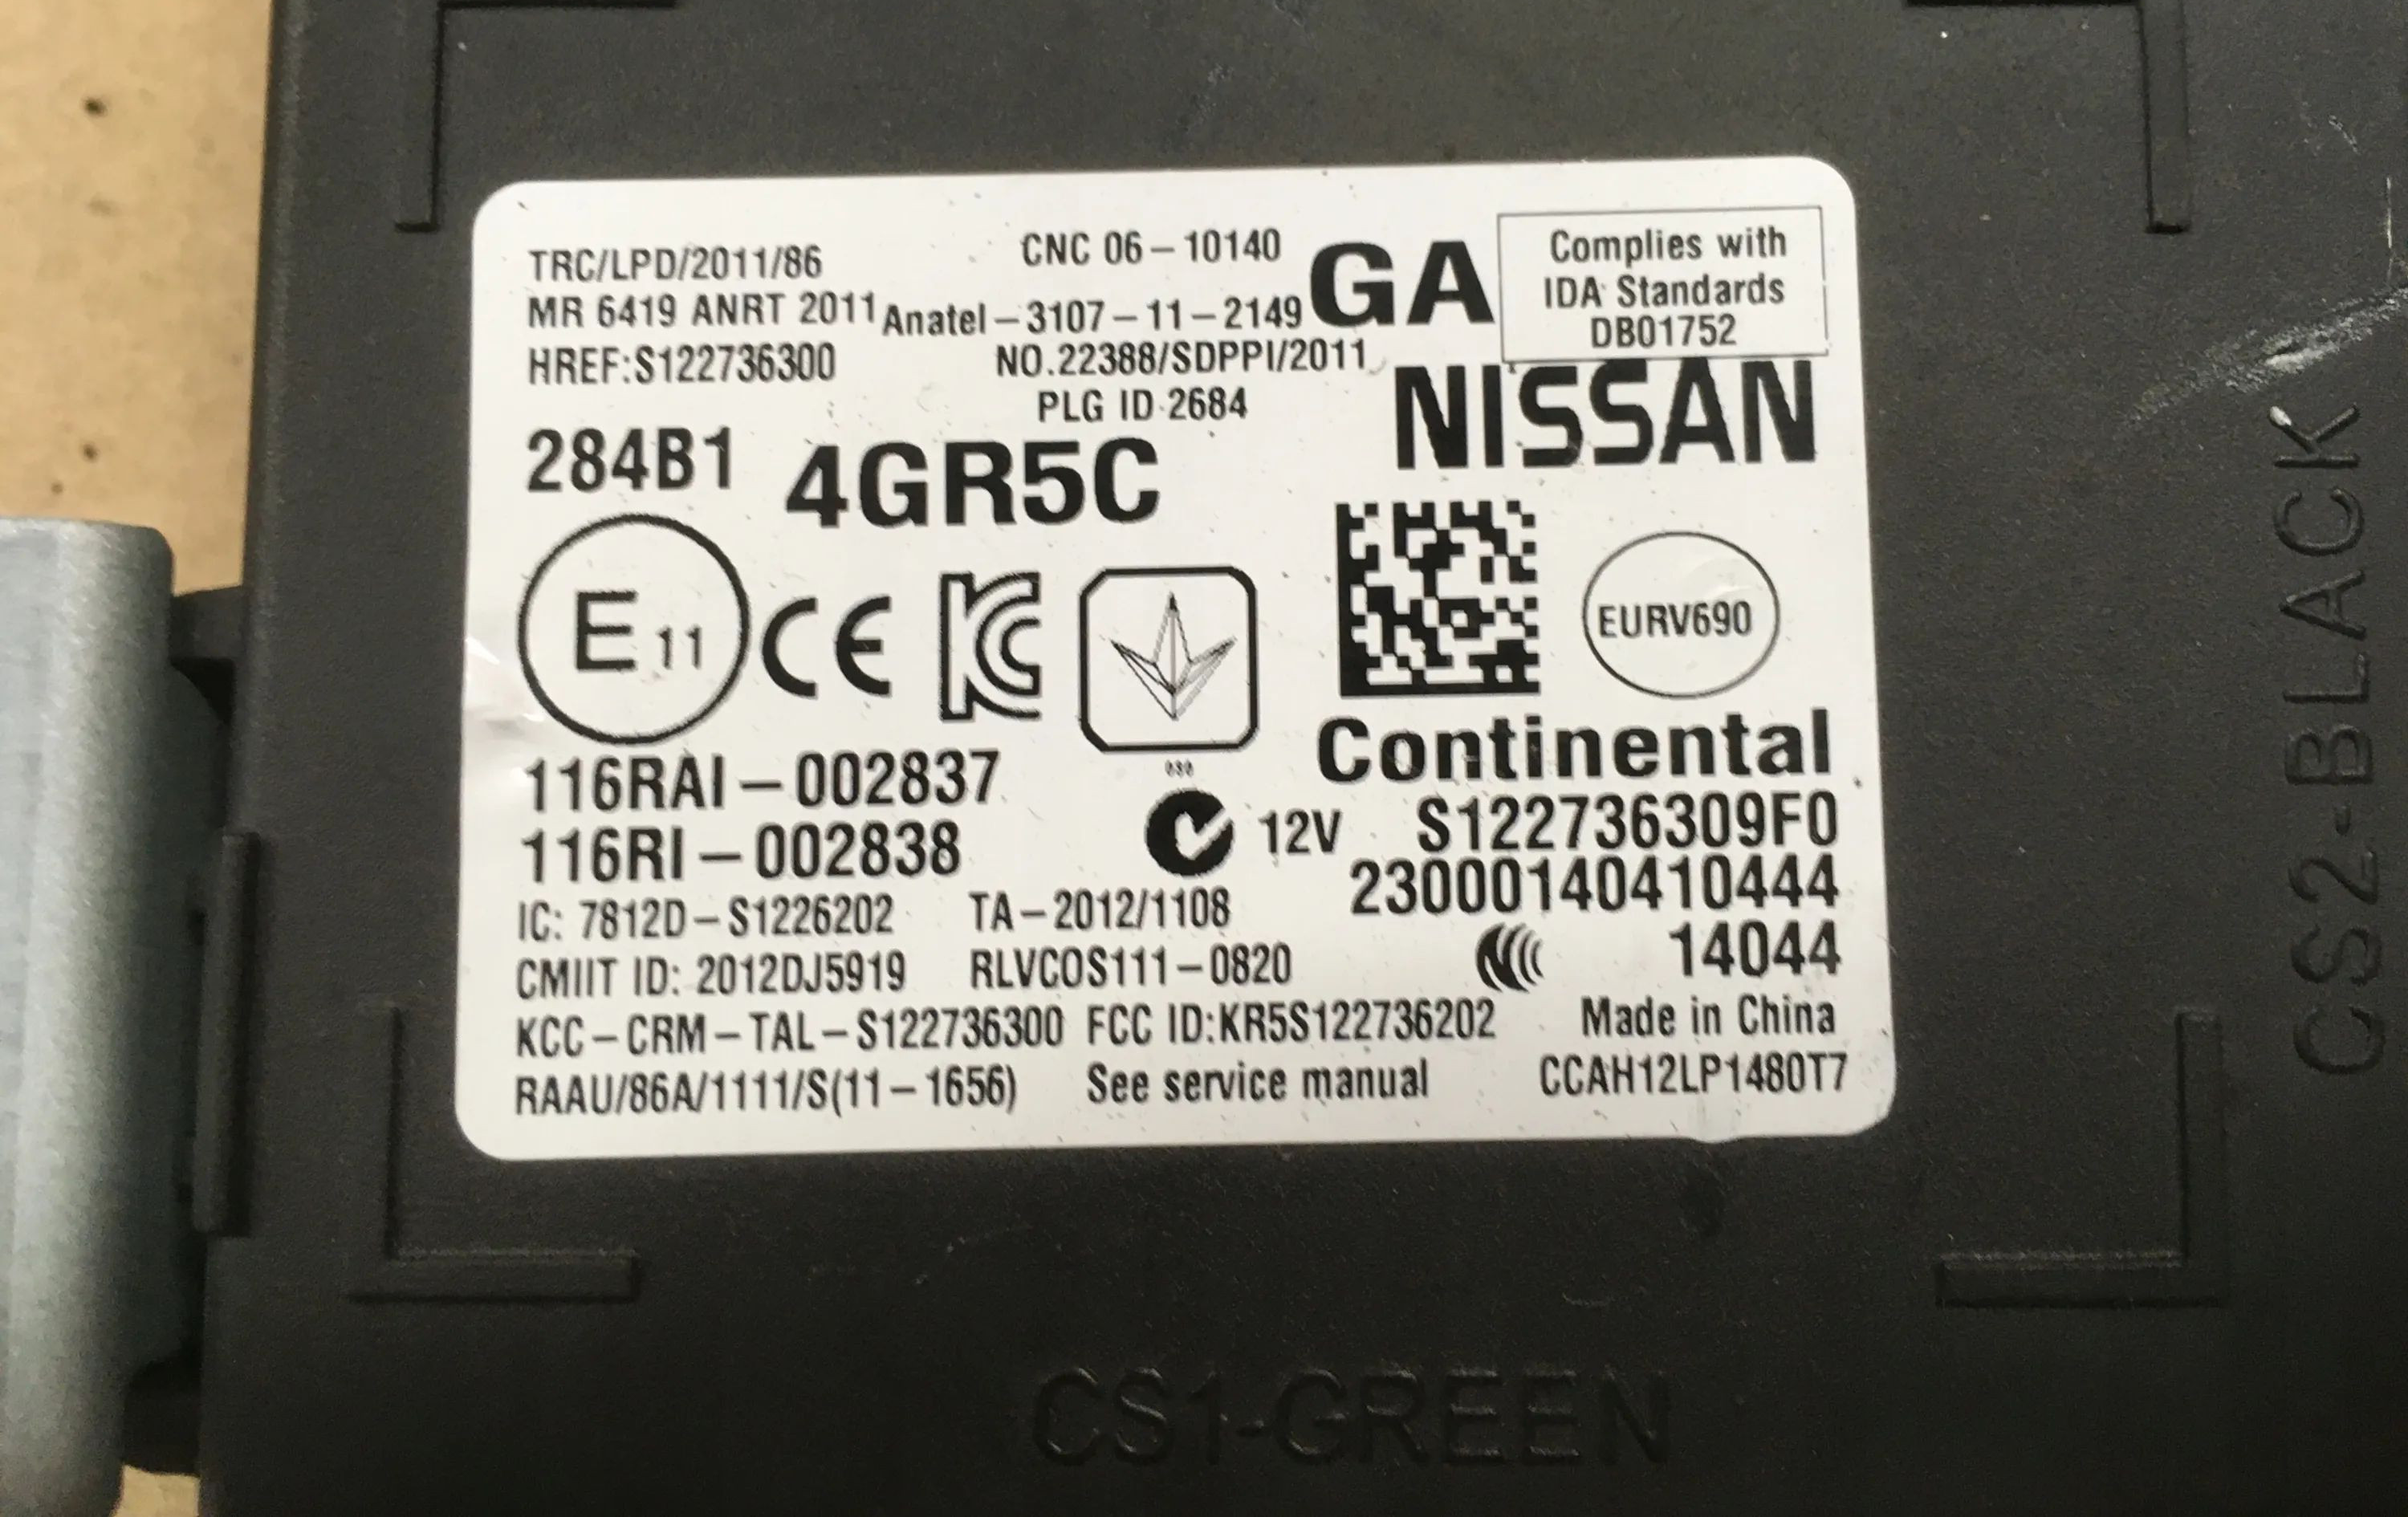 TRC/LPD/2011/86
CNC 06-10140
GA
Complies with
IDA Standards
DB01752
MR 6419 ANRT 2011
Anatel-3107-11-2149
HREF:S122736300
NO.22388/SDPPI/2011
PLG ID 2684
NISSAN
284B1
4GR5C
E 11
CE
KC
EURV690
Continental
116RAI-002837
116RI-002838
12V
S122736309F0
23000140410444
14044
IC: 7812D-S1226202
TA-2012/1108
CMIIT ID: 2012DJ5919
RLVCOS111-0820
KCC-CRM-TAL-S122736300
FCC ID:KR5S122736202
Made in China
RAAU/86A/1111/S(11-1656)
See service manual
CCAH12LP1480T7
CS2-BLACK
CS1-GREEN